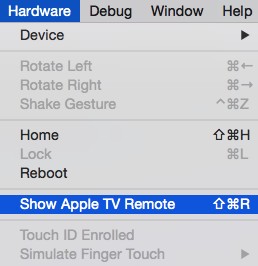 Hardware Debug Window Help
Device ▶
Rotate Left ⌘←
Rotate Right ⌘→
Shake Gesture ^⌘Z
Home ⇧⌘H
Lock ⌘L
Reboot
Show Apple TV Remote ⇧⌘R
Touch ID Enrolled
Simulate Finger Touch ▶